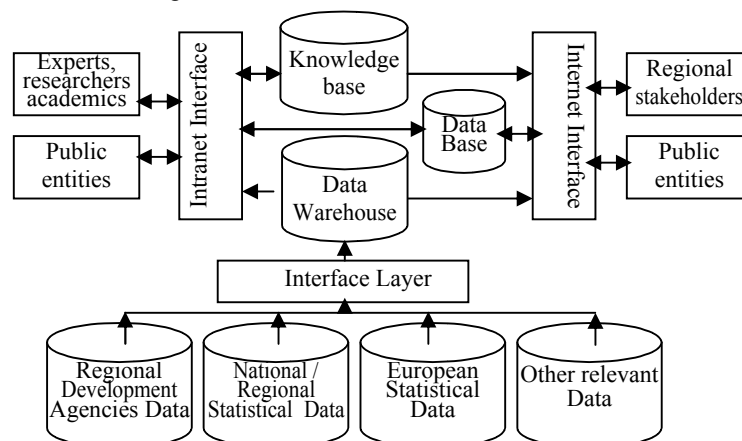 Experts,
researchers
academics
Public
entities
Intranet Interface
Knowledge
base
Data
Base
Data
Warehouse
Internet Interface
Regional
stakeholders
Public
entities
Interface Layer
Regional
Development
Agencies Data
National /
Regional
Statistical Data
European
Statistical
Data
Other relevant
Data